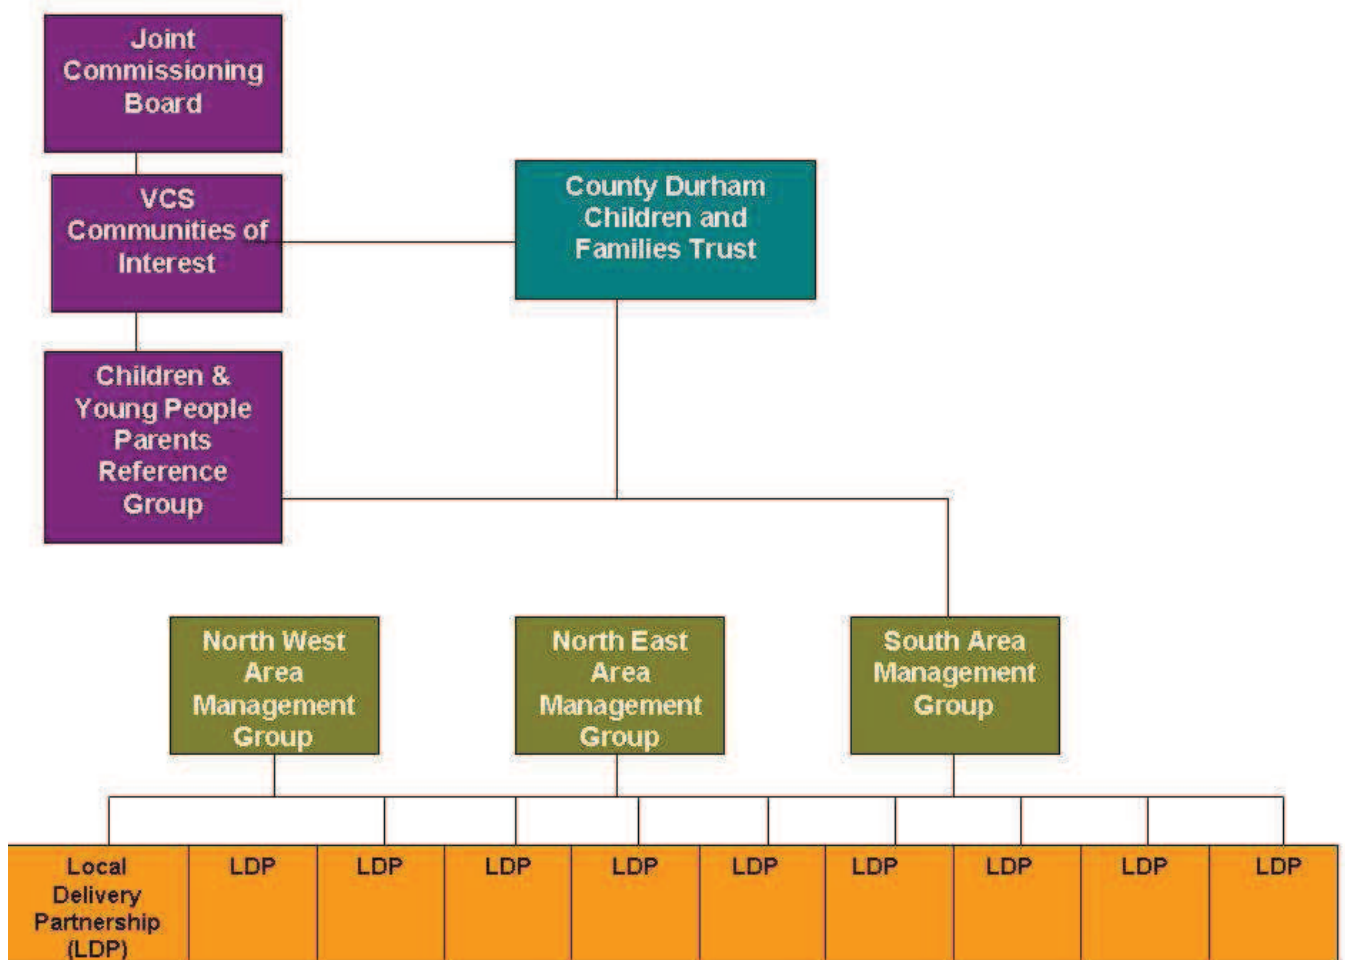 Joint
Commissioning
Board
VCS
Communities of
Interest
County Durham
Children and
Families Trust
Children &
Young People
Parents
Reference
Group
North West
Area
Management
Group
North East
Area
Management
Group
South Area
Management
Group
Local
Delivery
Partnership
(LDP)
LDP
LDP
LDP
LDP
LDP
LDP
LDP
LDP
LDP